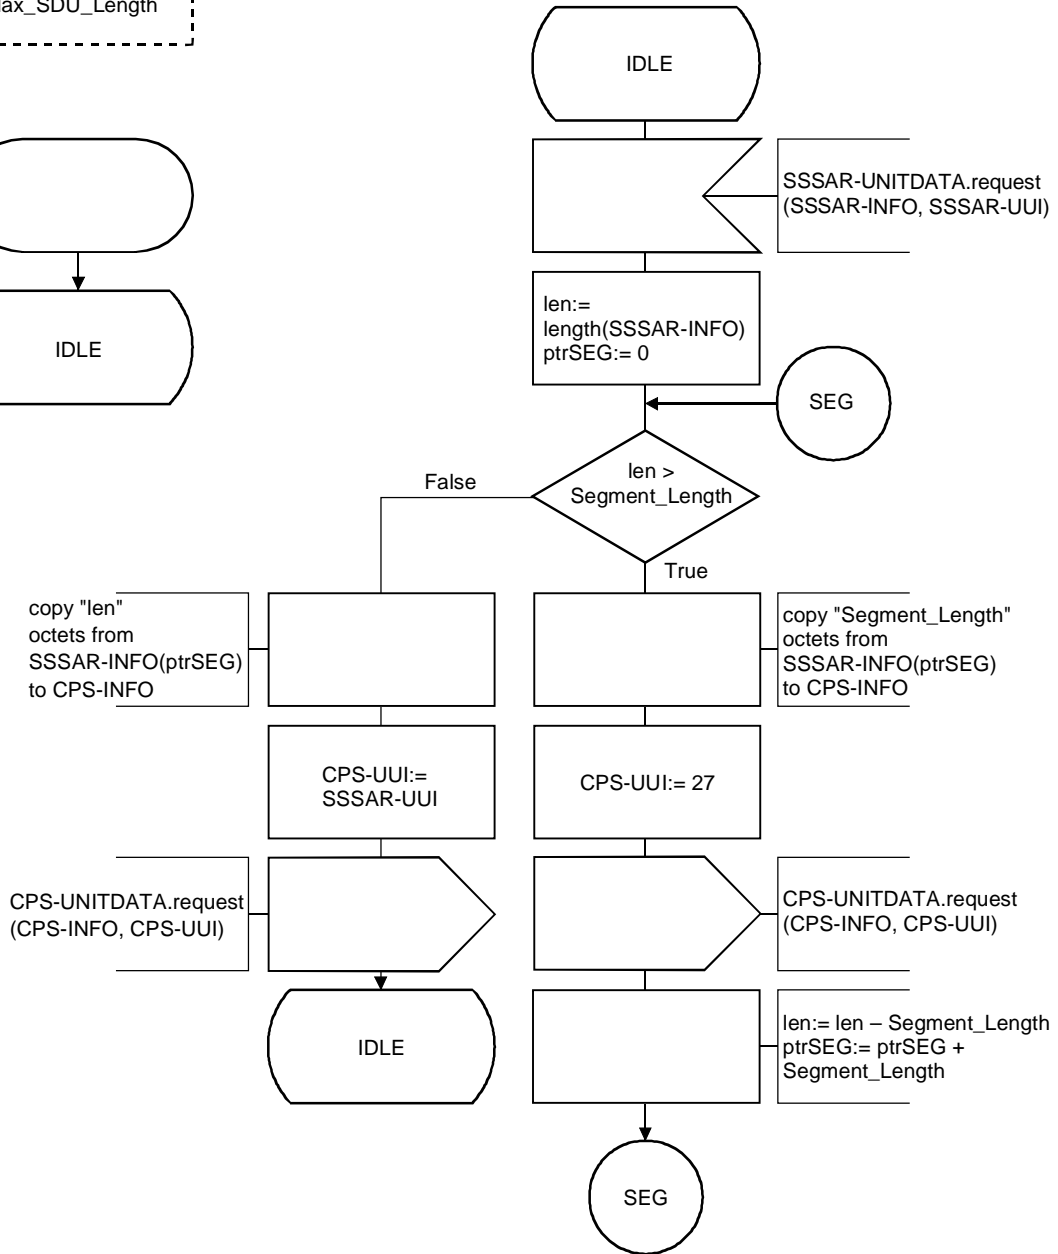 Max_SDU_Length
IDLE
IDLE
SSSAR-UNITDATA.request
(SSSAR-INFO, SSSAR-UUI)
len:=
length(SSSAR-INFO)
ptrSEG:= 0
SEG
len >
Segment_Length
False
True
copy "len"
octets from
SSSAR-INFO(ptrSEG)
to CPS-INFO
copy "Segment_Length"
octets from
SSSAR-INFO(ptrSEG)
to CPS-INFO
CPS-UUI:=
SSSAR-UUI
CPS-UUI:= 27
CPS-UNITDATA.request
(CPS-INFO, CPS-UUI)
CPS-UNITDATA.request
(CPS-INFO, CPS-UUI)
IDLE
len:= len – Segment_Length
ptrSEG:= ptrSEG +
Segment_Length
SEG